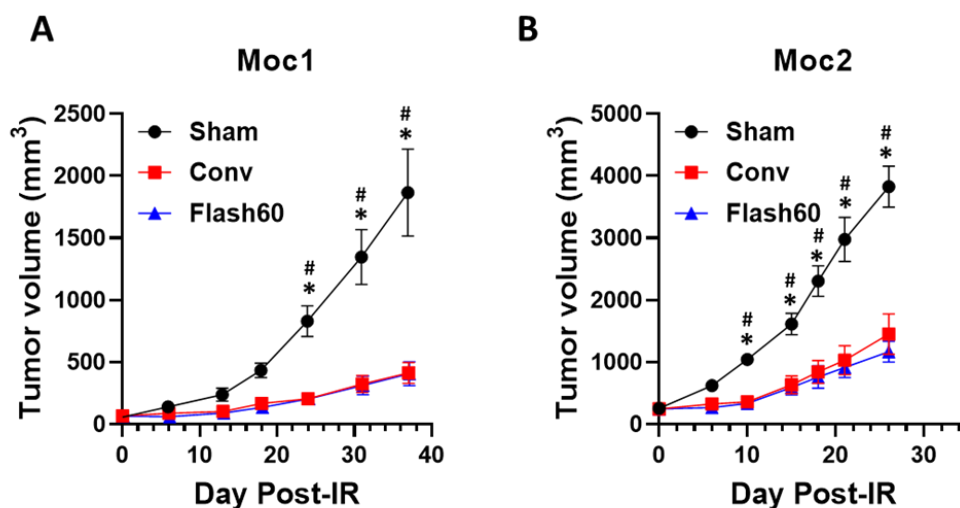 A
Moc1
Tumor volume (mm3)
2500
2000
1500
1000
500
0
Sham
Conv
Flash60
#
*
#
*
#
*
0
10
20
30
40
Day Post-IR
B
Moc2
Tumor volume (mm3)
5000
4000
3000
2000
1000
0
Sham
Conv
Flash60
#
*
#
*
#
*
#
*
#
*
0
10
20
30
Day Post-IR